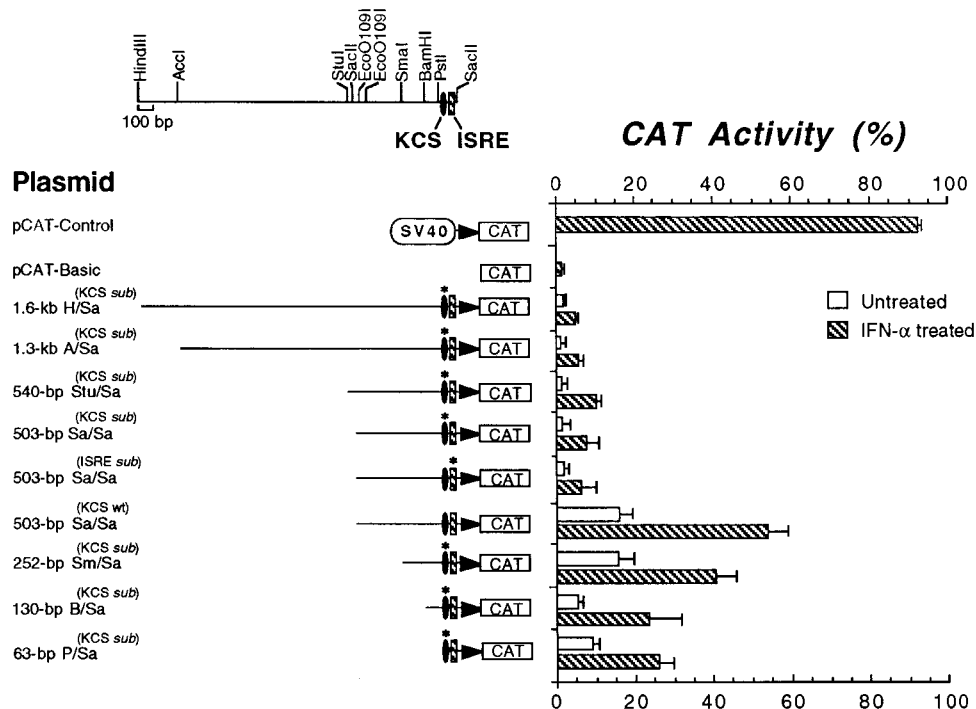 HindIII AccI StuI SacII EcoO109I EcoO109I SmaI BamHI PstI SacII
100 bp
KCS ISRE
CAT Activity (%)
Plasmid
0 20 40 60 80 100
pCAT-Control SV40 CAT
pCAT-Basic CAT
(KCS sub) *
1.6-kb H/Sa CAT
Untreated
IFN-α treated
(KCS sub) *
1.3-kb A/Sa CAT
(KCS sub) *
540-bp Stu/Sa CAT
(KCS sub) *
503-bp Sa/Sa CAT
(ISRE sub) *
503-bp Sa/Sa CAT
(KCS wt)
503-bp Sa/Sa CAT
(KCS sub) *
252-bp Sm/Sa CAT
(KCS sub) *
130-bp B/Sa CAT
(KCS sub) *
63-bp P/Sa CAT
0 20 40 60 80 100